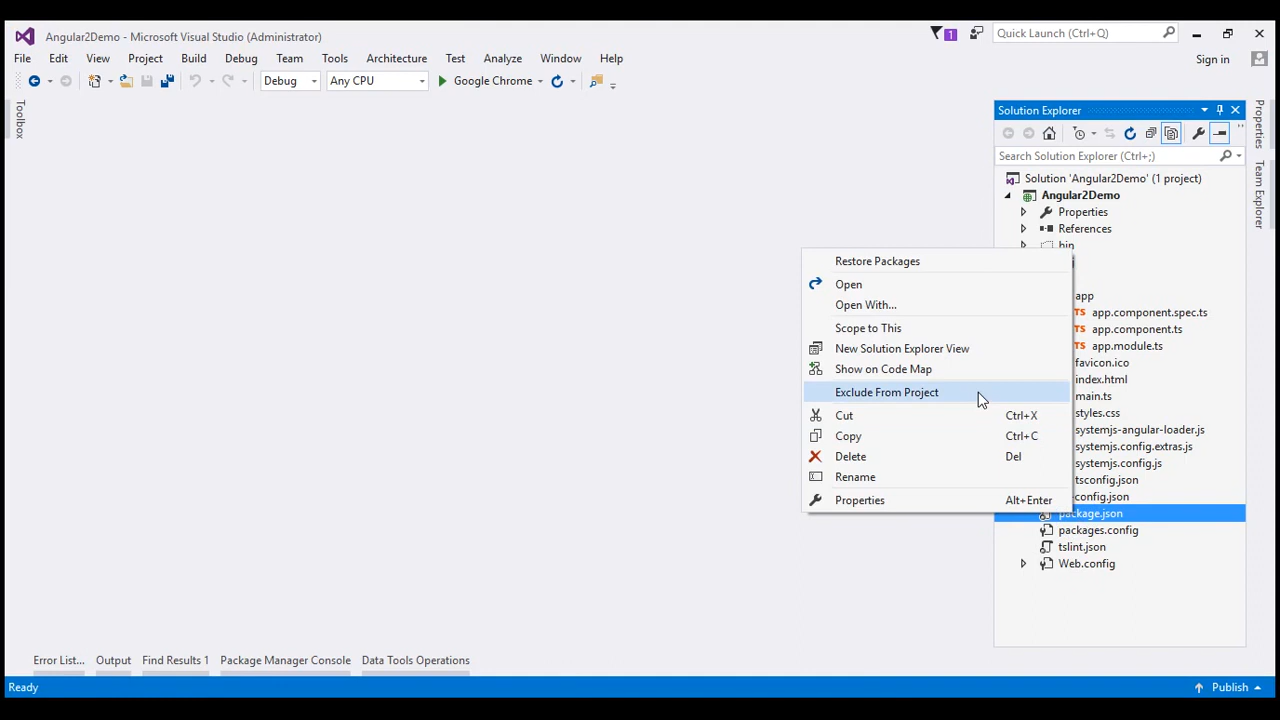 Angular2Demo - Microsoft Visual Studio (Administrator)
1
Quick Launch (Ctrl+Q)
File Edit View Project Build Debug Team Tools Architecture Test Analyze Window Help
Sign in
Debug Any CPU Google Chrome
Toolbox
Solution Explorer
Search Solution Explorer (Ctrl+;)
Solution 'Angular2Demo' (1 project)
Angular2Demo
Properties
References
bin
app
TS app.component.spec.ts
TS app.component.ts
TS app.module.ts
favicon.ico
index.html
main.ts
styles.css
systemjs-angular-loader.js
systemjs.config.extras.js
systemjs.config.js
tsconfig.json
config.json
package.json
packages.config
tslint.json
Web.config
Restore Packages
Open
Open With...
Scope to This
New Solution Explorer View
Show on Code Map
Exclude From Project
Cut Ctrl+X
Copy Ctrl+C
Delete Del
Rename
Properties Alt+Enter
Properties
Team Explorer
Error List... Output Find Results 1 Package Manager Console Data Tools Operations
Ready
Publish